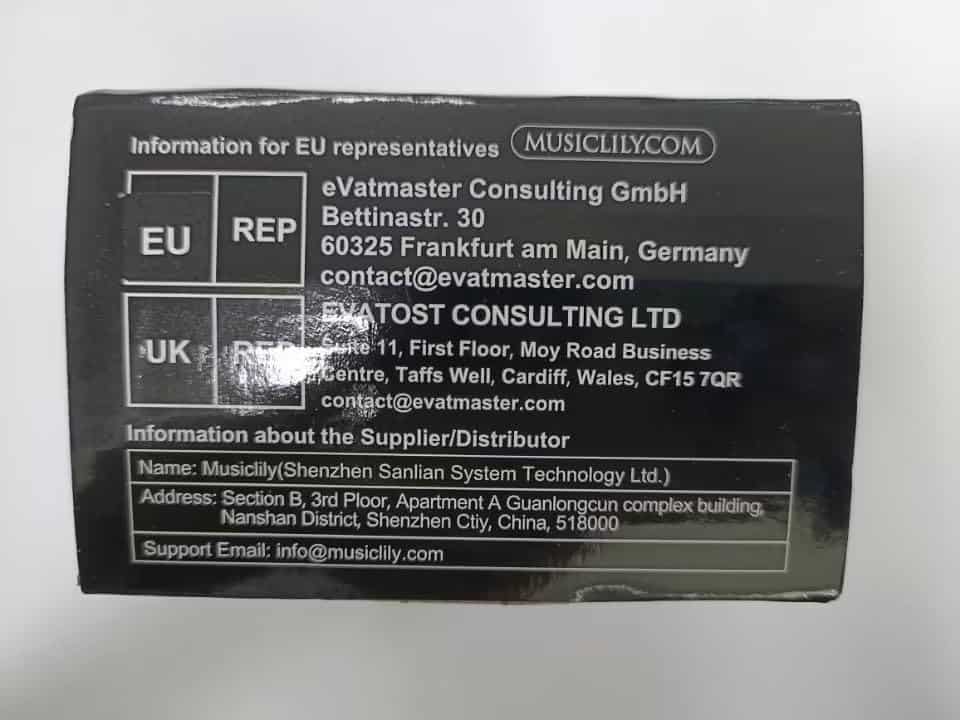 Information for EU representatives MUSICLILY.COM
EU REP
eVatmaster Consulting GmbH
Bettinastr. 30
60325 Frankfurt am Main, Germany
contact@evatmaster.com
UK REP
EVATOST CONSULTING LTD
Suite 11, First Floor, Moy Road Business
Centre, Taffs Well, Cardiff, Wales, CF15 7QR
contact@evatmaster.com
Information about the Supplier/Distributor
Name: Musiclily(Shenzhen Sanlian System Technology Ltd.)
Address: Section B, 3rd Ploor, Apartment A Guanlongcun complex building,
Nanshan District, Shenzhen Ctiy, China, 518000
Support Email: info@musiclily.com